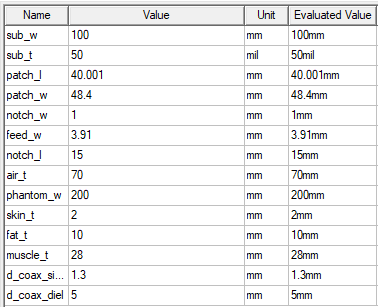 Name Value Unit Evaluated Value
sub_w 100 mm 100mm
sub_t 50 mil 50mil
patch_l 40.001 mm 40.001mm
patch_w 48.4 mm 48.4mm
notch_w 1 mm 1mm
feed_w 3.91 mm 3.91mm
notch_l 15 mm 15mm
air_t 70 mm 70mm
phantom_w 200 mm 200mm
skin_t 2 mm 2mm
fat_t 10 mm 10mm
muscle_t 28 mm 28mm
d_coax_si... 1.3 mm 1.3mm
d_coax_diel 5 mm 5mm